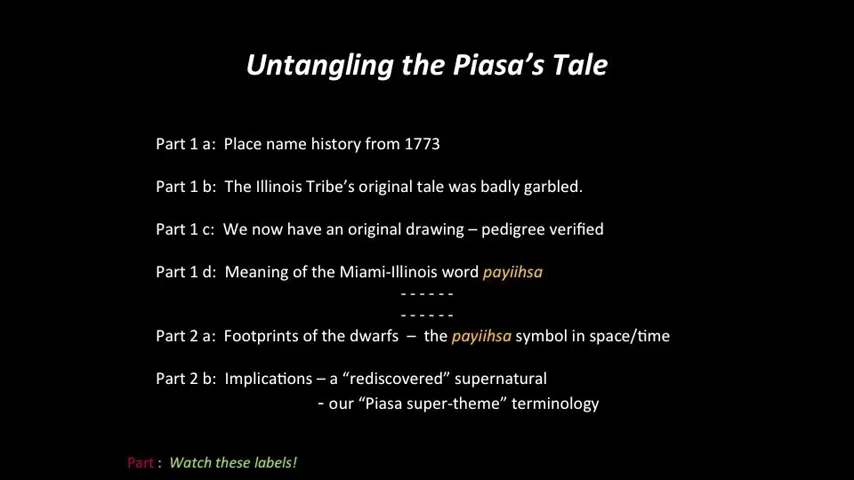 Untangling the Piasa's Tale
Part 1 a: Place name history from 1773
Part 1 b: The Illinois Tribe's original tale was badly garbled.
Part 1 c: We now have an original drawing – pedigree verified
Part 1 d: Meaning of the Miami-Illinois word payiihsa
- - - - - -
- - - - - -
Part 2 a: Footprints of the dwarfs – the payiihsa symbol in space/time
Part 2 b: Implications – a “rediscovered” supernatural
- our “Piasa super-theme” terminology
Part : Watch these labels!